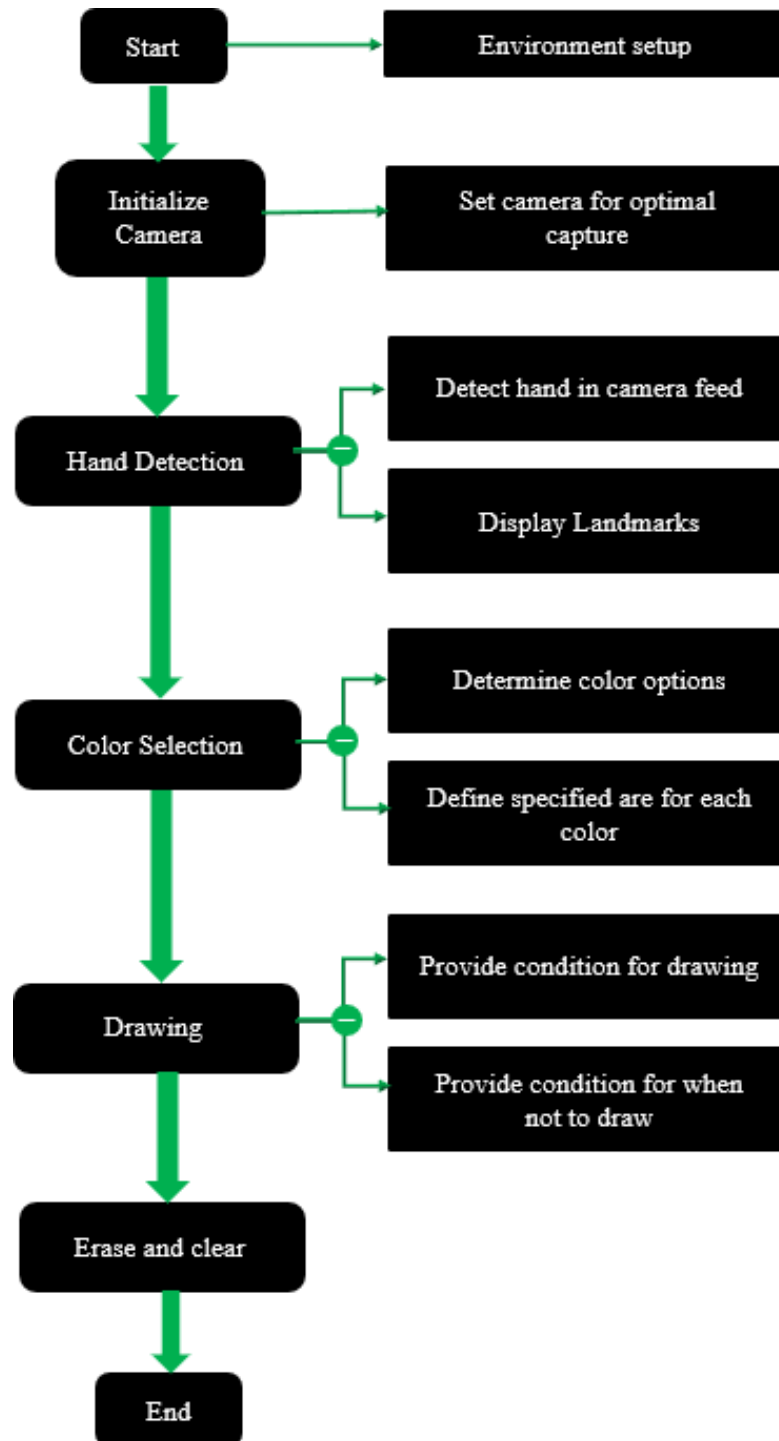 Start
Environment setup
Initialize
Camera
Set camera for optimal
capture
Hand Detection
Detect hand in camera feed
Display Landmarks
Color Selection
Determine color options
Define specified are for each
color
Drawing
Provide condition for drawing
Provide condition for when
not to draw
Erase and clear
End